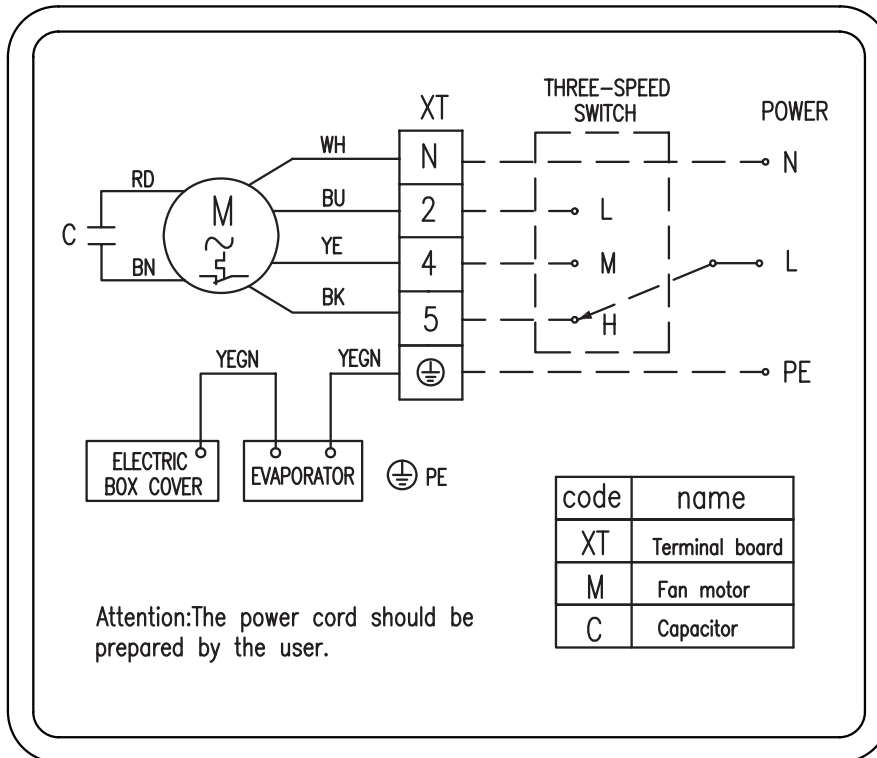 THREE-SPEED
SWITCH
XT
POWER
WH
N
N
RD
BU
2
L
M
C
YE
4
M
L
BN
BK
5
H
YEGN
YEGN
PE
ELECTRIC
BOX COVER
EVAPORATOR
PE
code name
XT Terminal board
M Fan motor
C Capacitor
Attention:The power cord should be
prepared by the user.